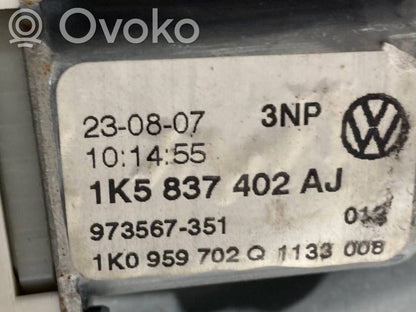 Ovoko
23-08-07 3NP
10:14:55
1K5 837 402 AJ
973567-351
1K0 959 702 Q 1133 008